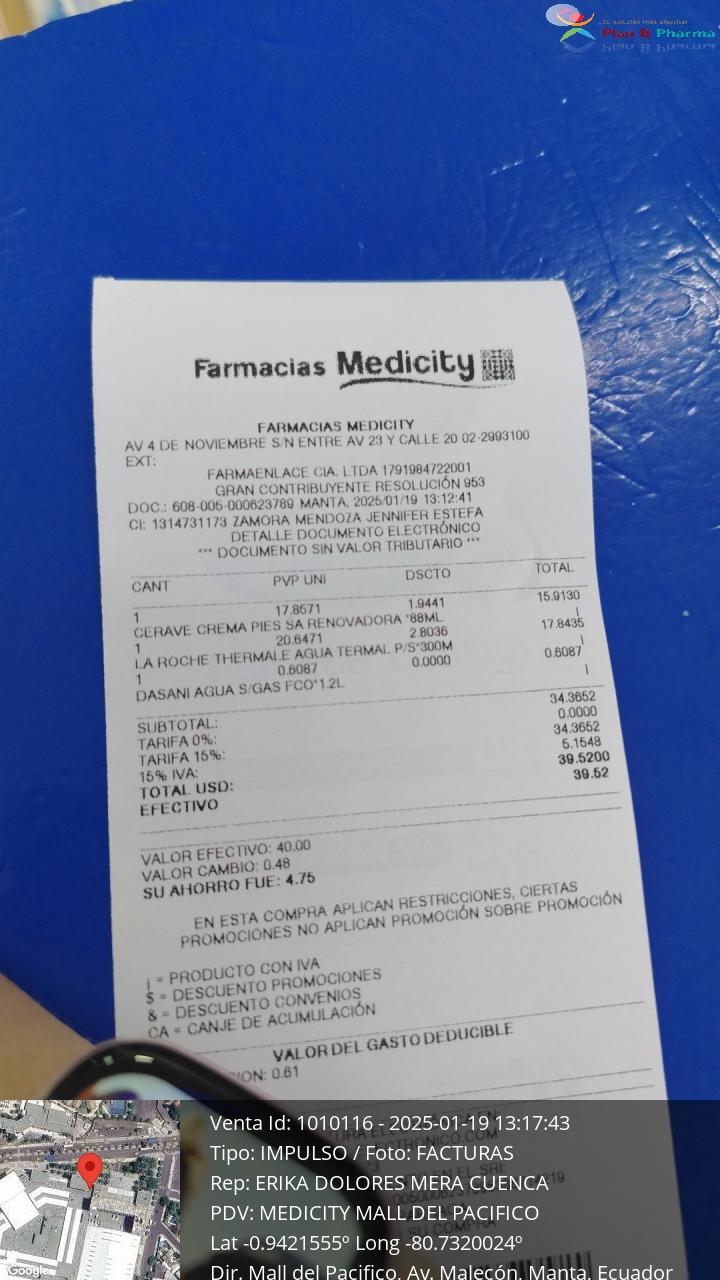 Su solución más efectiva!
Plan B Pharma
Farmacias Medicity
FARMACIAS MEDICITY
AV 4 DE NOVIEMBRE S/N ENTRE AV 23 Y CALLE 20 02-2993100
EXT:
FARMAENLACE CIA. LTDA 1791984722001
GRAN CONTRIBUYENTE RESOLUCIÓN 953
DOC.: 608-005-000623789 MANTA, 2025/01/19 13:12:41
CI: 1314731173 ZAMORA MENDOZA JENNIFER ESTEFA
DETALLE DOCUMENTO ELECTRÓNICO
*** DOCUMENTO SIN VALOR TRIBUTARIO ***
CANT PVP UNI DSCTO TOTAL
1 17.8571 1.9441 15.9130
CERAVE CREMA PIES SA RENOVADORA *88ML I
1 20.6471 2.8036 17.8435
LA ROCHE THERMALE AGUA TERMAL P/S*300M I
1 0.6087 0.0000 0.6087
DASANI AGUA S/GAS FCO*1.2L I
SUBTOTAL: 34.3652
TARIFA 0%: 0.0000
TARIFA 15%: 34.3652
15% IVA: 5.1548
TOTAL USD: 39.5200
EFECTIVO 39.52
VALOR EFECTIVO: 40.00
VALOR CAMBIO: 0.48
SU AHORRO FUE: 4.75
EN ESTA COMPRA APLICAN RESTRICCIONES, CIERTAS
PROMOCIONES NO APLICAN PROMOCIÓN SOBRE PROMOCIÓN
I = PRODUCTO CON IVA
$ = DESCUENTO PROMOCIONES
& = DESCUENTO CONVENIOS
CA = CANJE DE ACUMULACIÓN
VALOR DEL GASTO DEDUCIBLE
ION: 0.61
EN EL SRI:
SU COMPRA
Venta Id: 1010116 - 2025-01-19 13:17:43
Tipo: IMPULSO / Foto: FACTURAS
Rep: ERIKA DOLORES MERA CUENCA
PDV: MEDICITY MALL DEL PACIFICO
Lat -0.9421555º Long -80.7320024º
Dir. Mall del Pacifico, Av. Malecón, Manta, Ecuador
Google